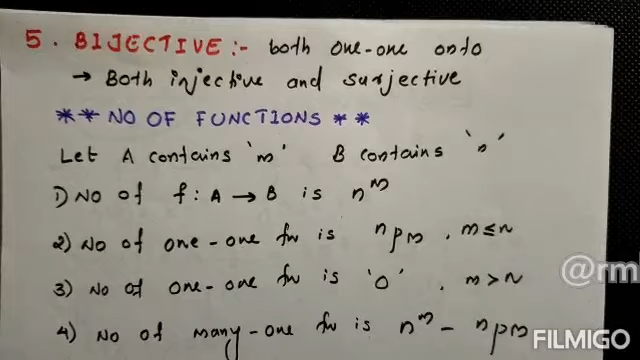 5. BIJECTIVE :- both one-one onto
→ Both injective and surjective
** NO OF FUNCTIONS **
Let A contains 'm' B contains 'n'
1) No of f: A → B is n^m
2) No of one-one fn is nPm, m≤n
3) No of one-one fn is '0', m>n
@rm
4) No of many-one fn is n^m - nPm
FILMIGO